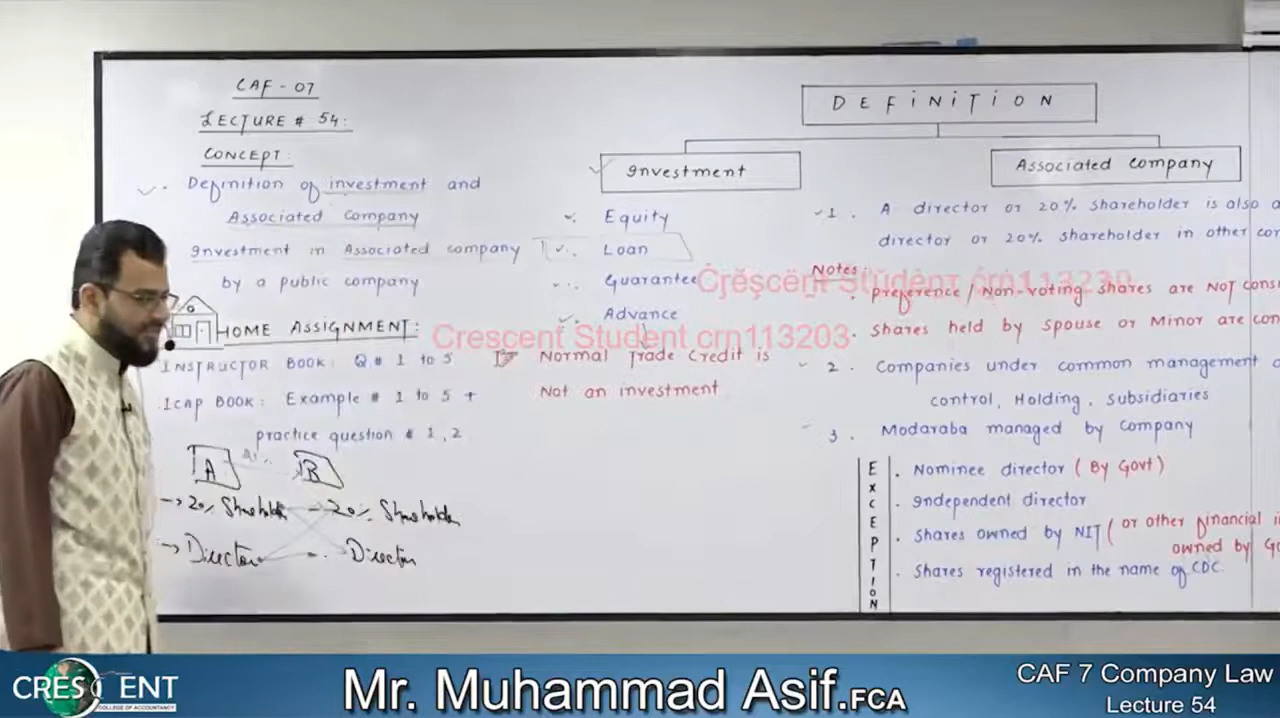 CAF - 07
LECTURE # 54:
CONCEPT:
Definition of investment and
Associated Company
Investment in Associated company
by a public company
HOME ASSIGNMENT:
INSTRUCTOR BOOK: Q# 1 to 5
ICAP BOOK: Example # 1 to 5 +
practice question # 1, 2
A B
→ 20% Shareholder – 20% Shareholder
→ Director Director
DEFINITION
Investment
Equity
Loan
Guarantee
Advance
Normal Trade Credit is
Not an investment
Associated Company
1. A director or 20% shareholder is also a
director or 20% shareholder in other
Notes:
. preference / Non-voting shares are NOT
. Shares held by Spouse or Minor are
2. Companies under common management
control, Holding, subsidiaries
3. Modaraba managed by company
EXCEPTION
. Nominee director (By Govt)
. Independent director
. Shares owned by NIT (or other financial
owned by
. Shares registered in the name of CDC.
Crescent Student crn113203
CRESCENT
COLLEGE OF ACCOUNTANCY
Mr. Muhammad Asif.FCA
CAF 7 Company Law
Lecture 54